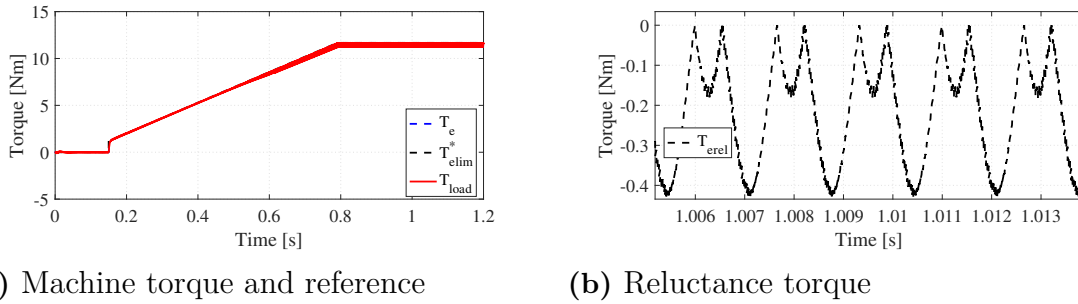 15
10
5
0
-5
Torque [Nm]
T_e
T*_elim
T_load
0 0.2 0.4 0.6 0.8 1 1.2
Time [s]
0
-0.1
-0.2
-0.3
-0.4
Torque [Nm]
T_erel
1.006 1.007 1.008 1.009 1.01 1.011 1.012 1.013
Time [s]
) Machine torque and reference
(b) Reluctance torque